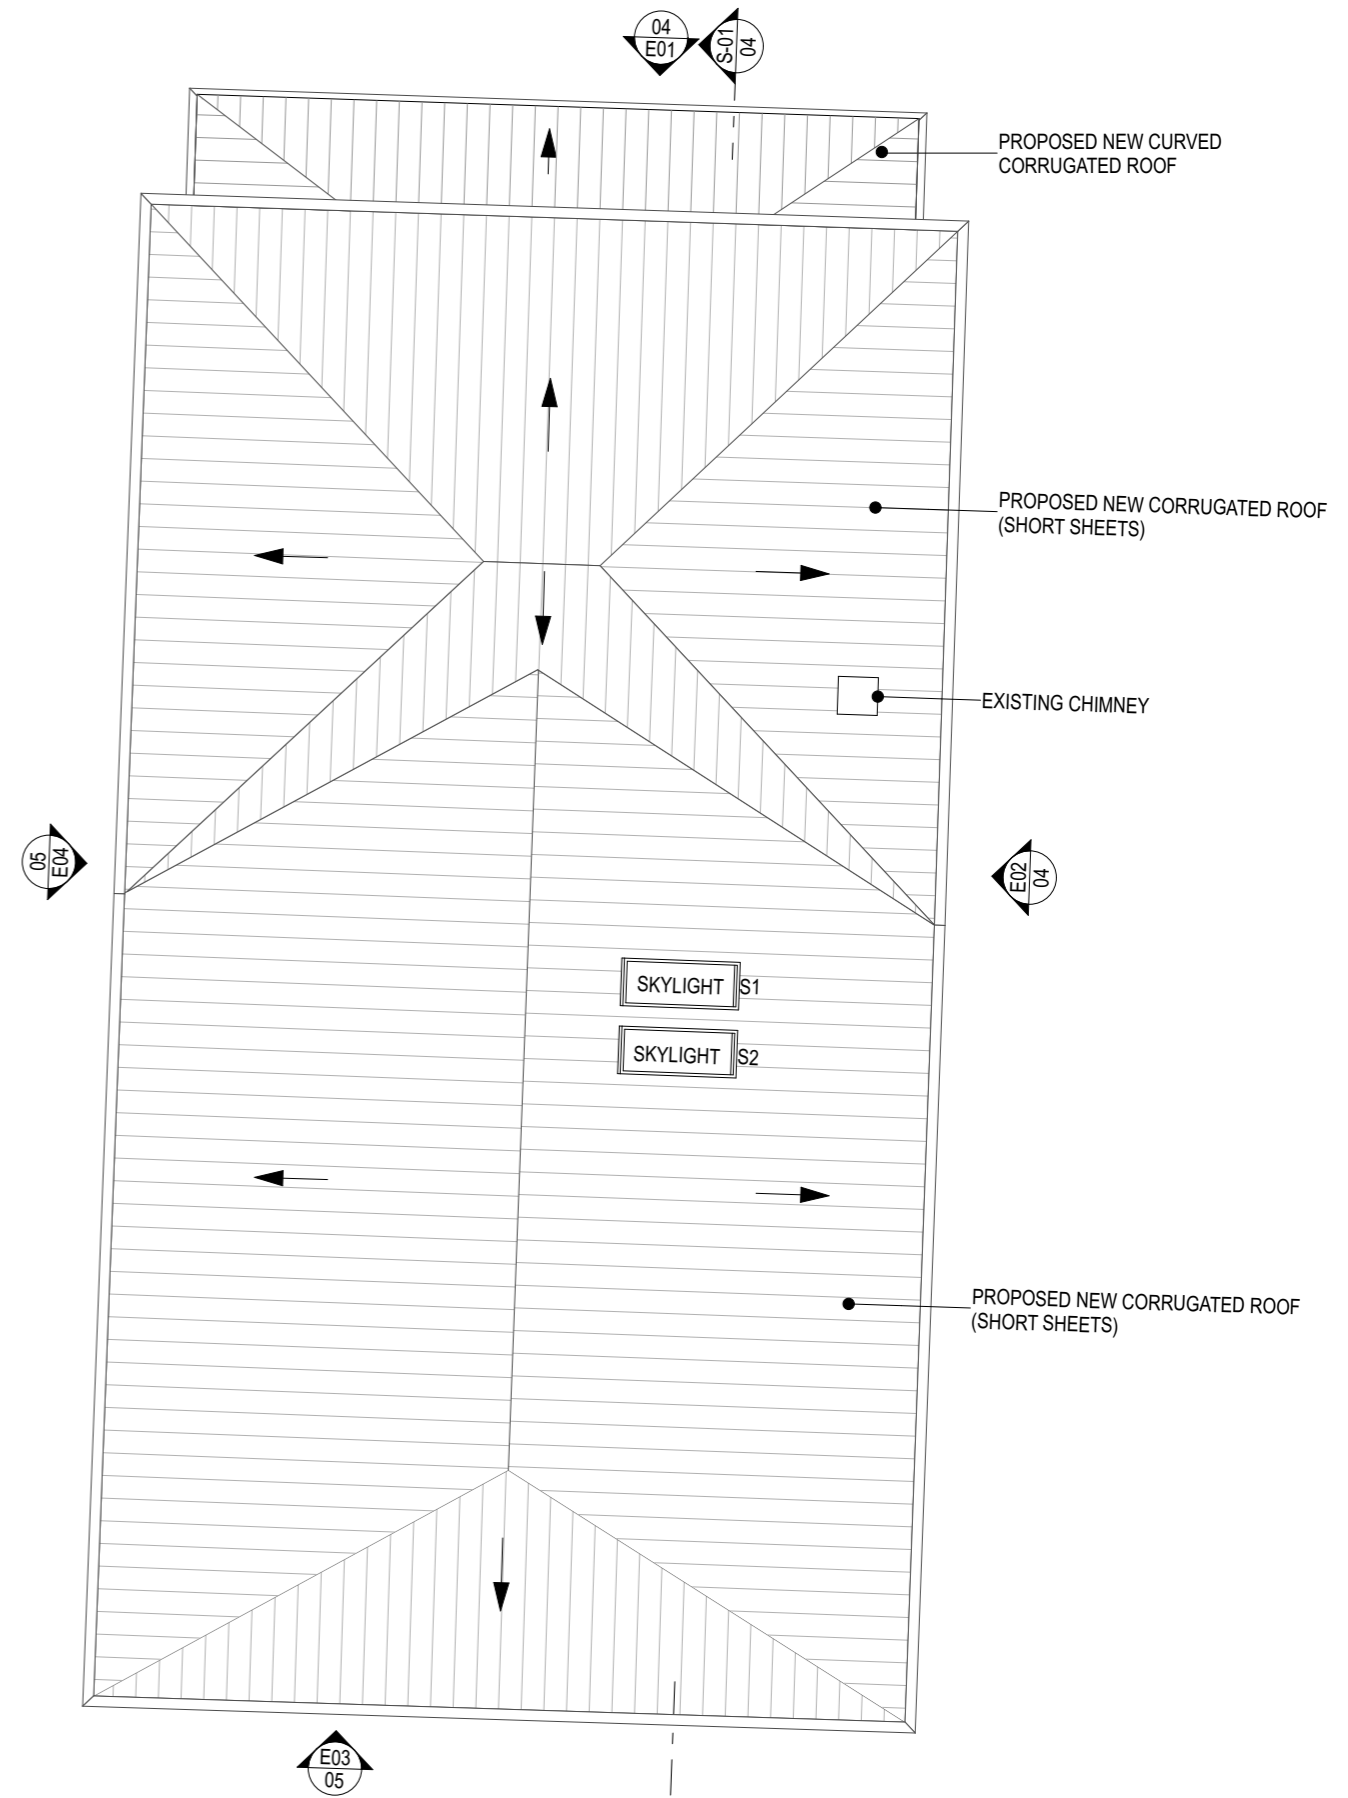 04
E01
S-01
04
PROPOSED NEW CURVED
CORRUGATED ROOF
PROPOSED NEW CORRUGATED ROOF
(SHORT SHEETS)
EXISTING CHIMNEY
05
E04
E02
04
SKYLIGHT S1
SKYLIGHT S2
PROPOSED NEW CORRUGATED ROOF
(SHORT SHEETS)
E03
05